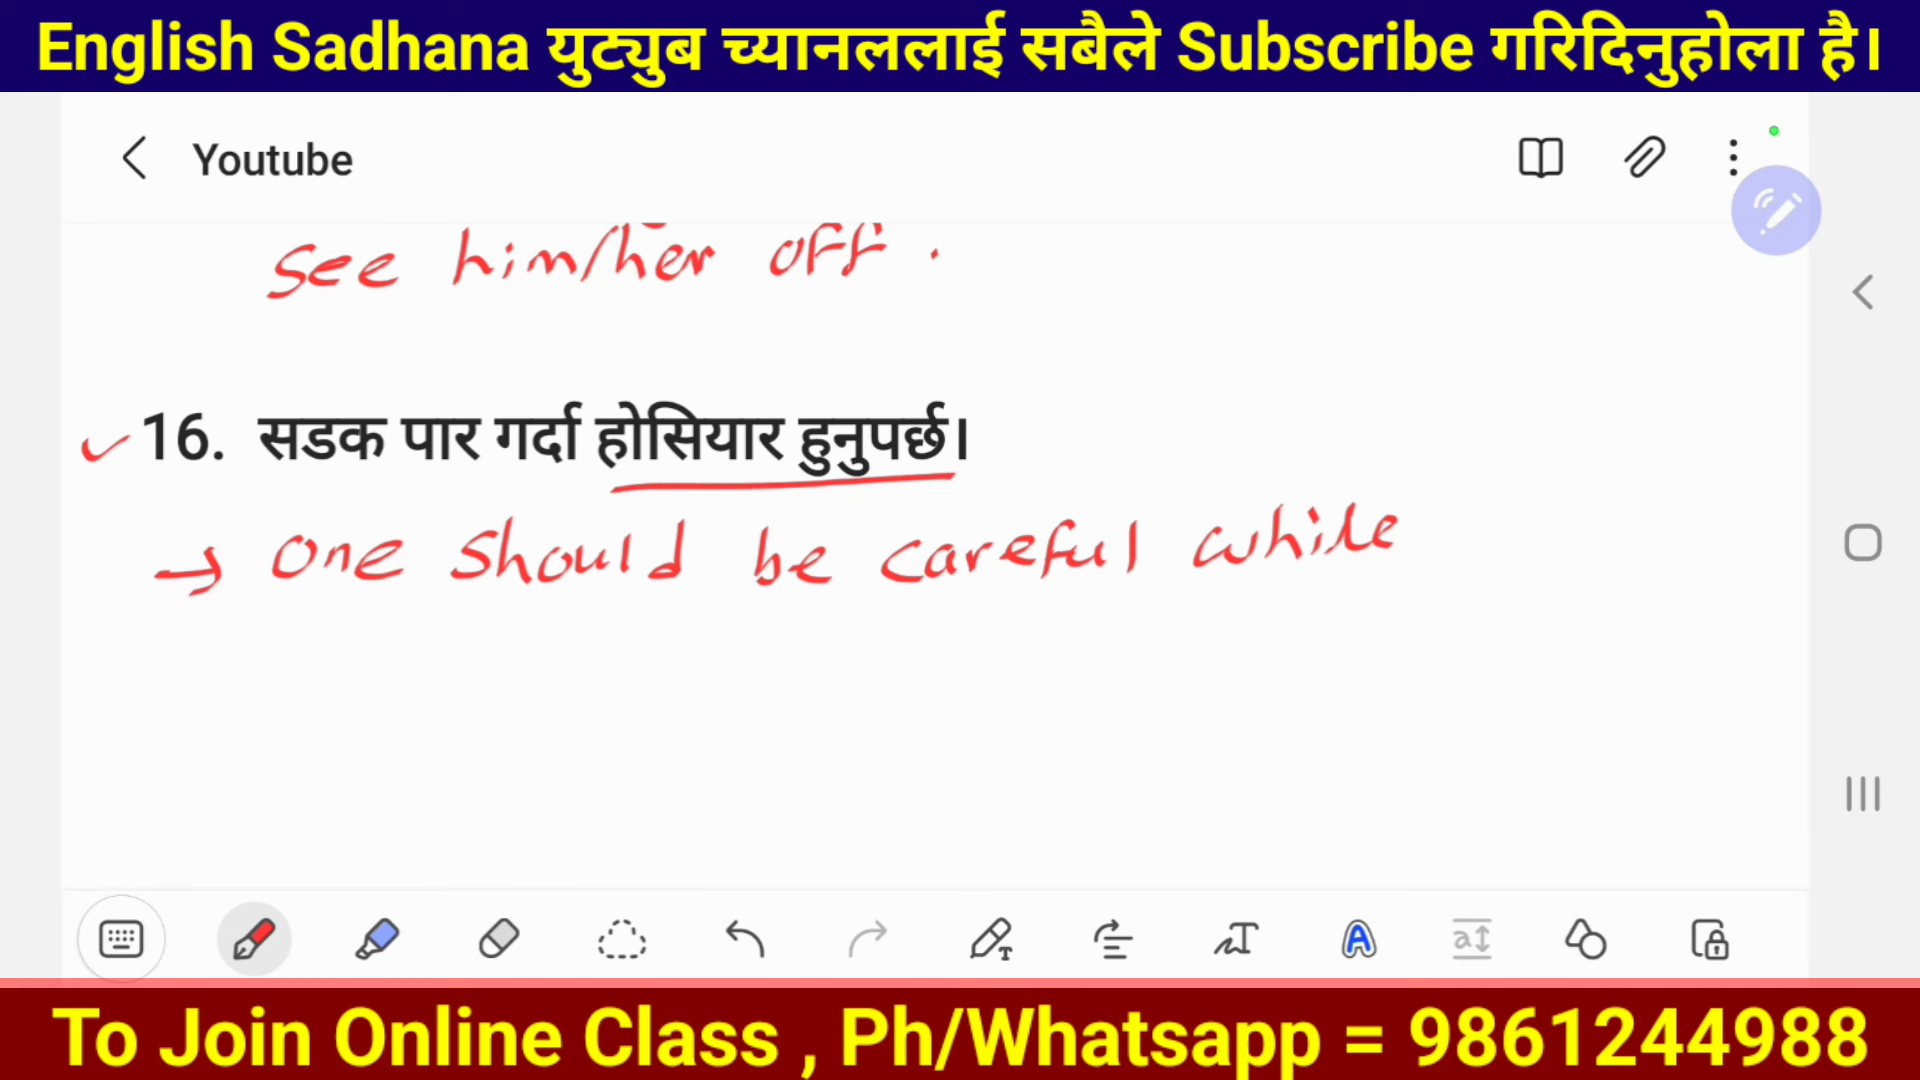 English Sadhana युट्युब च्यानललाई सबैले Subscribe गरिदिनुहोला है।
Youtube
see him/her off.
16. सडक पार गर्दा होसियार हुनुपर्छ।
→ One should be careful while
To Join Online Class , Ph/Whatsapp = 9861244988